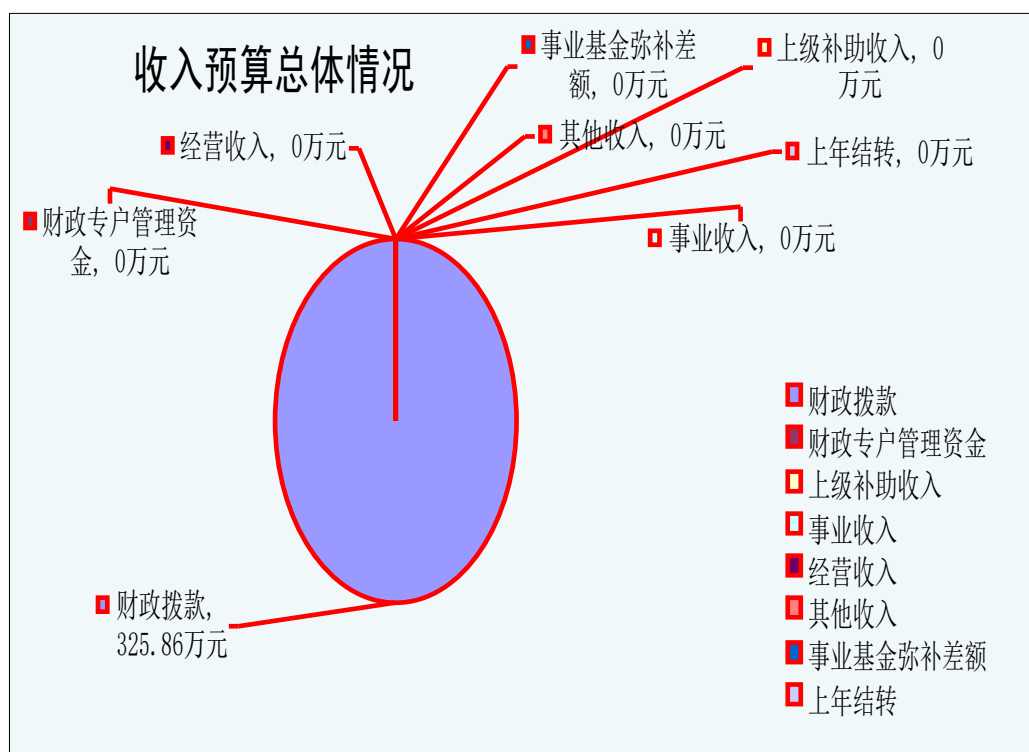 收入预算总体情况
事业基金弥补差
额, 0万元
上级补助收入, 0
万元
其他收入, 0万元
经营收入, 0万元
上年结转, 0万元
财政专户管理资
金, 0万元
事业收入, 0万元
财政拨款,
325.86万元
财政拨款
财政专户管理资金
上级补助收入
事业收入
经营收入
其他收入
事业基金弥补差额
上年结转